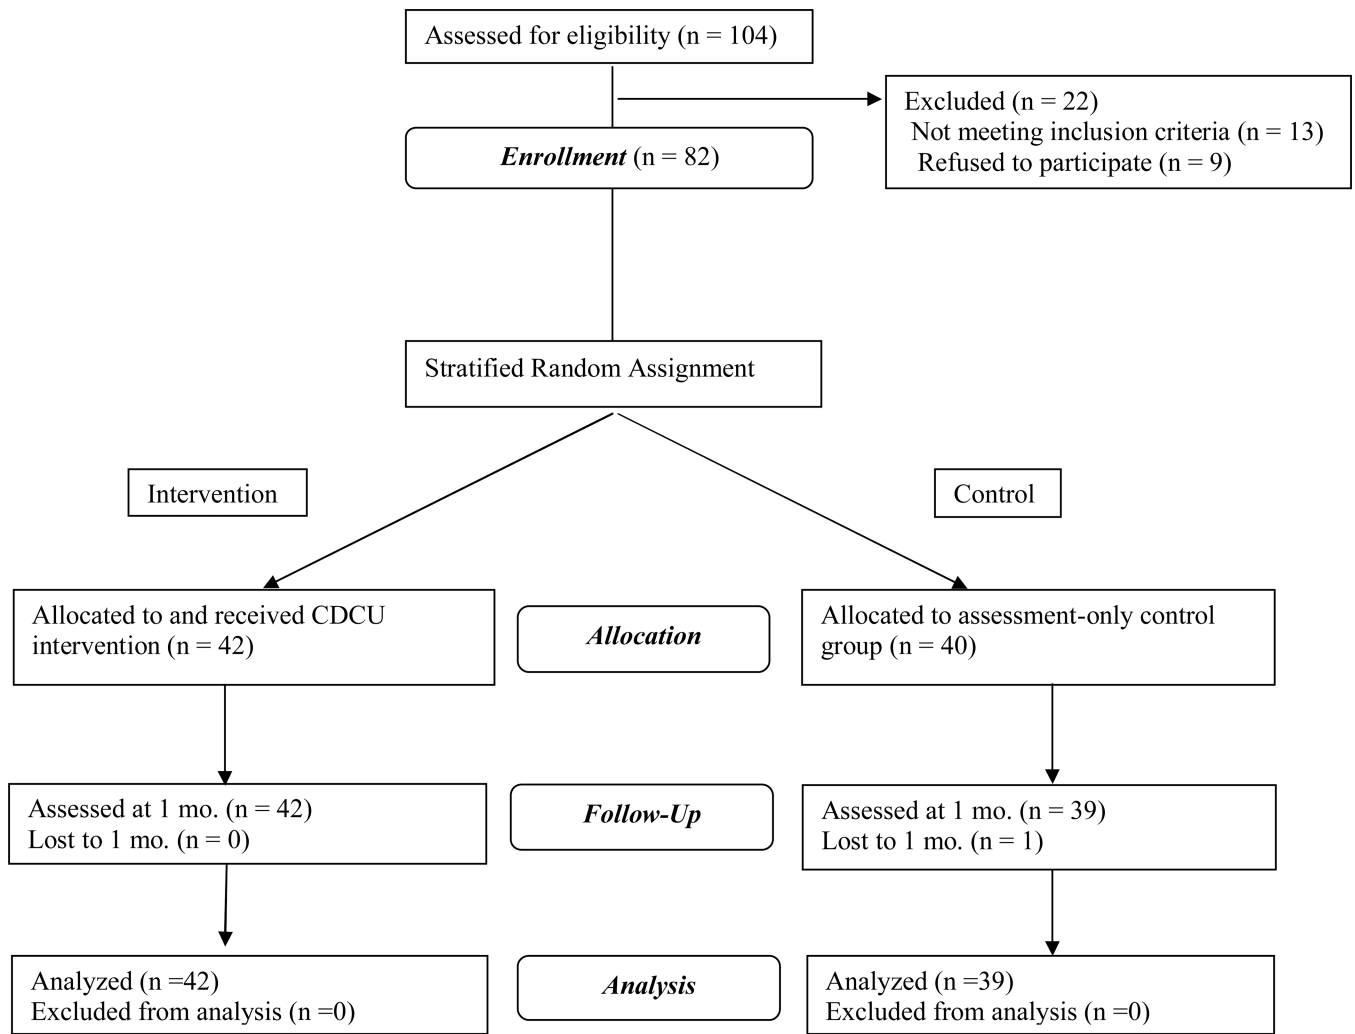 Assessed for eligibility (n = 104)
Excluded (n = 22)
Not meeting inclusion criteria (n = 13)
Refused to participate (n = 9)
Enrollment (n = 82)
Stratified Random Assignment
Intervention
Control
Allocated to and received CDCU
intervention (n = 42)
Allocation
Allocated to assessment-only control
group (n = 40)
Assessed at 1 mo. (n = 42)
Lost to 1 mo. (n = 0)
Follow-Up
Assessed at 1 mo. (n = 39)
Lost to 1 mo. (n = 1)
Analyzed (n =42)
Excluded from analysis (n =0)
Analysis
Analyzed (n =39)
Excluded from analysis (n =0)